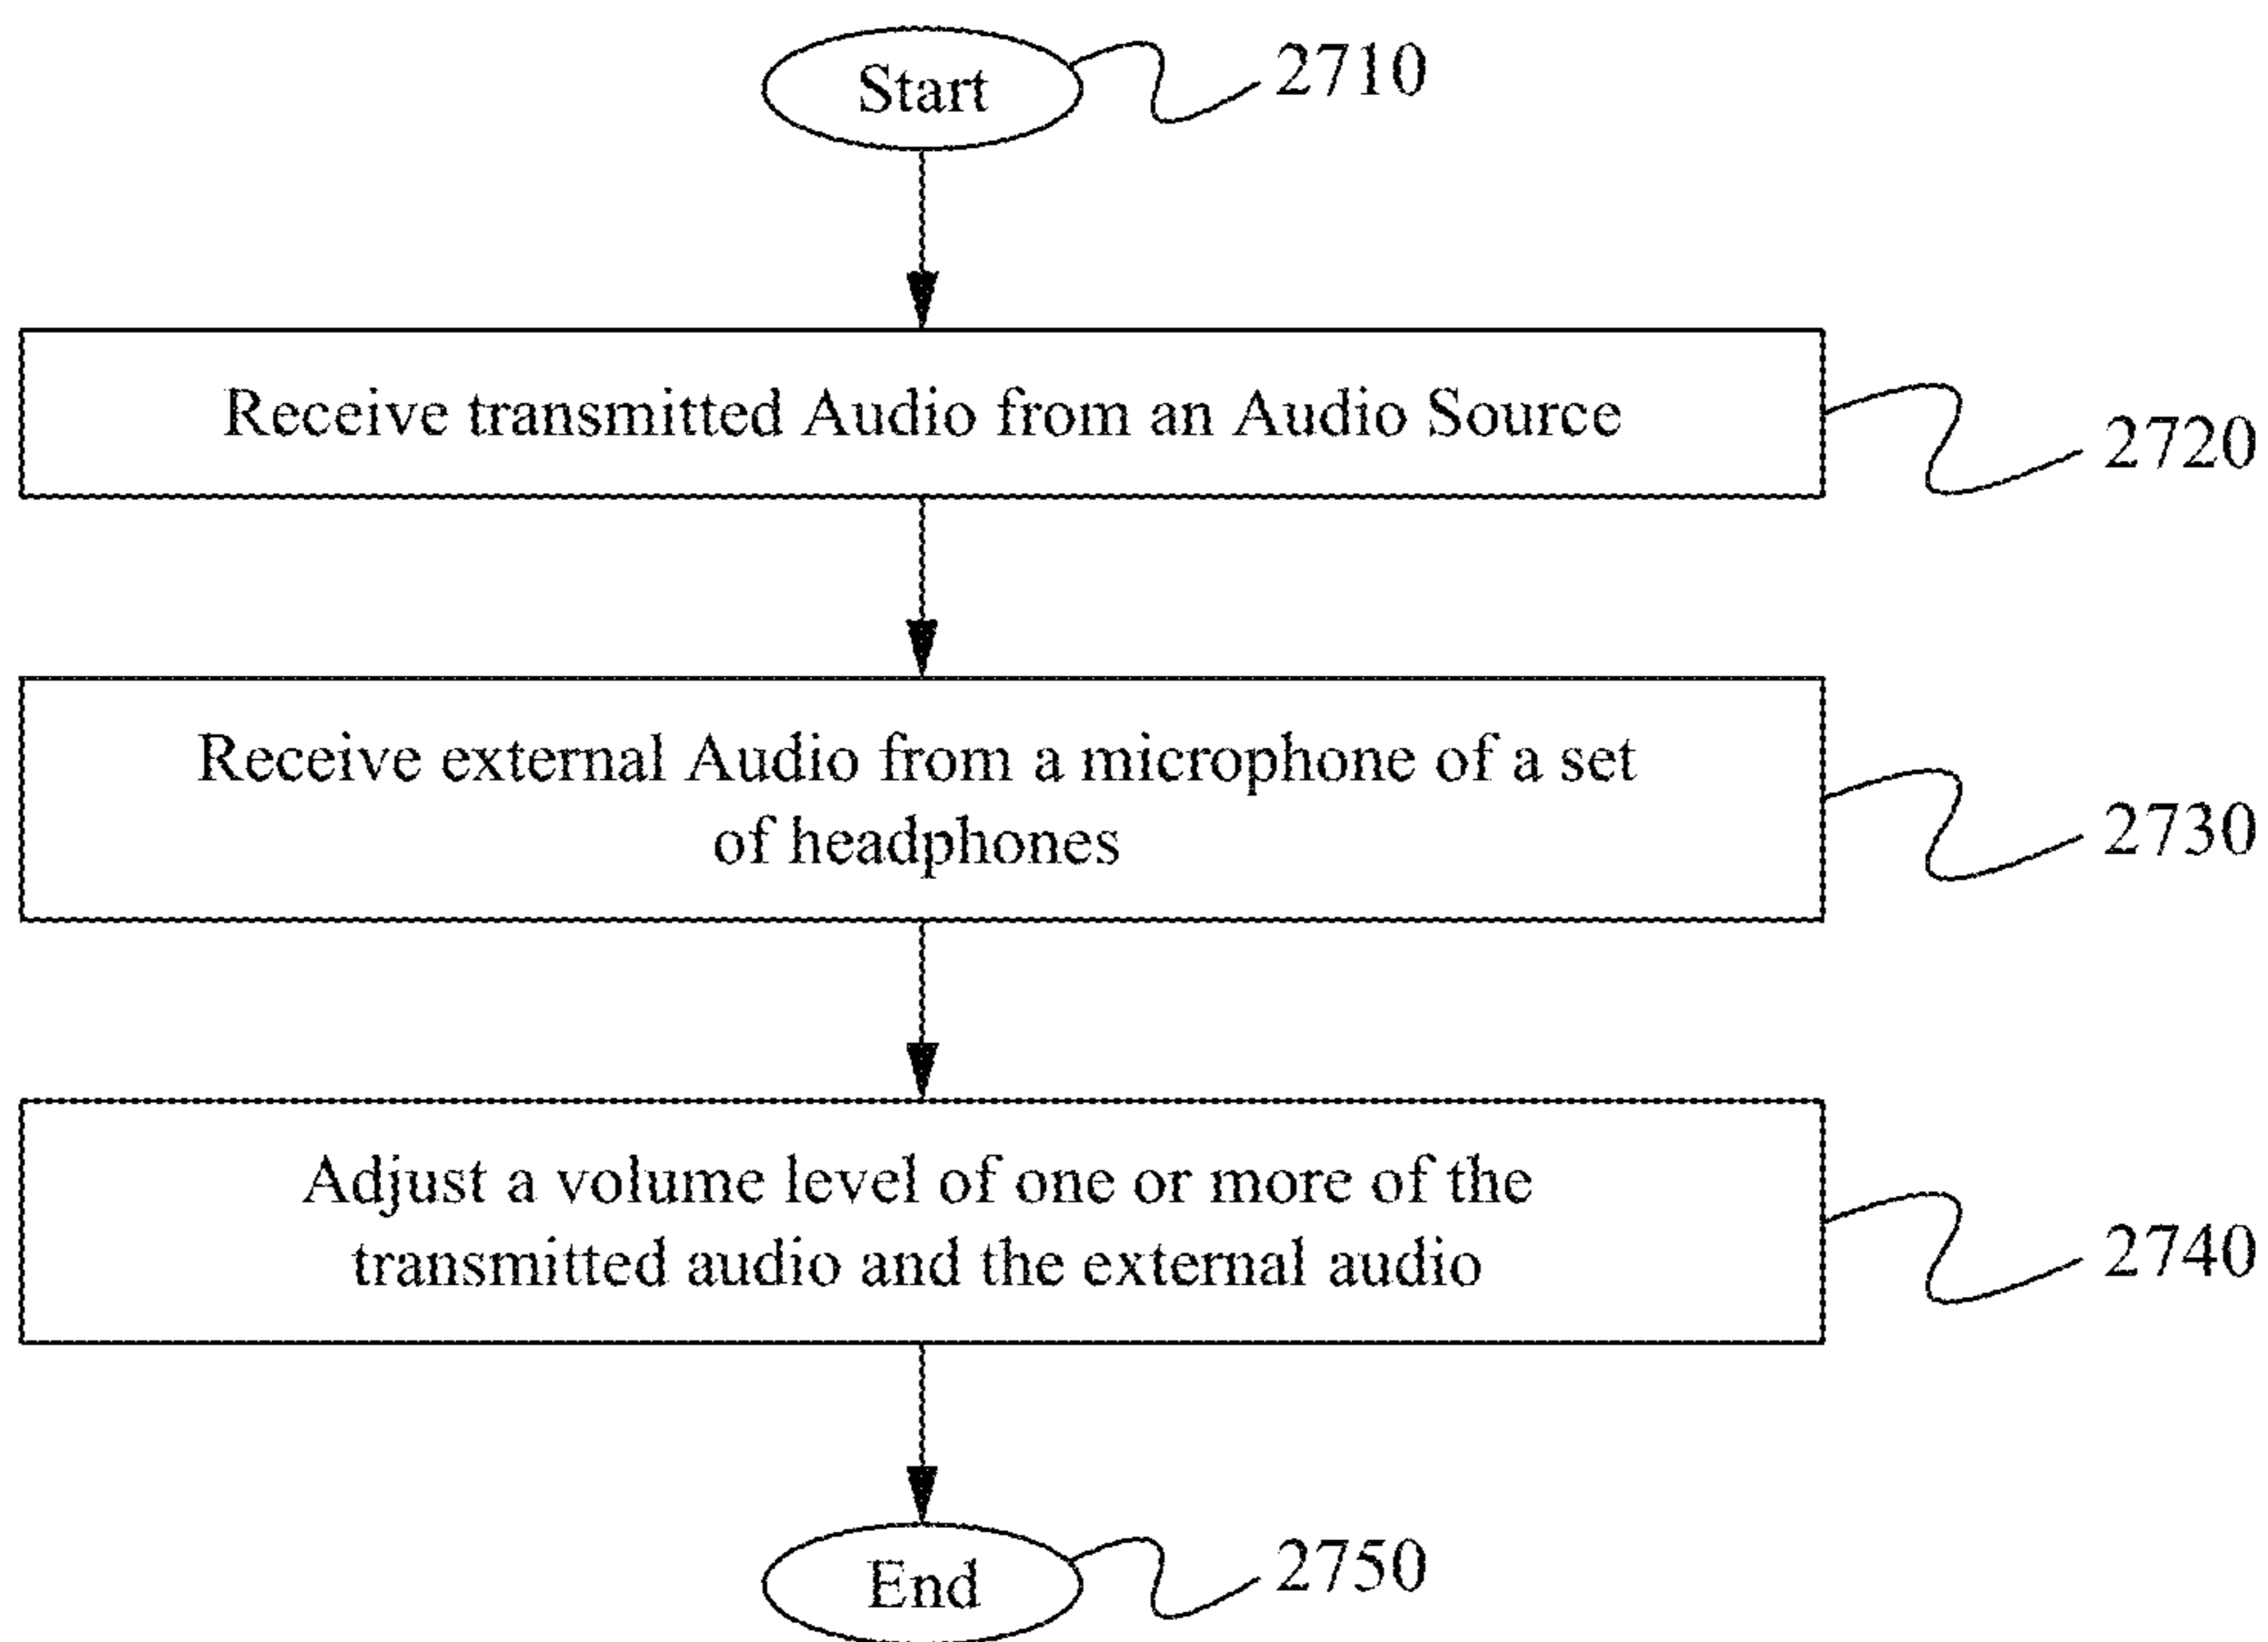 Start
2710
Receive transmitted Audio from an Audio Source
2720
Receive external Audio from a microphone of a set
of headphones
2730
Adjust a volume level of one or more of the
transmitted audio and the external audio
2740
End
2750